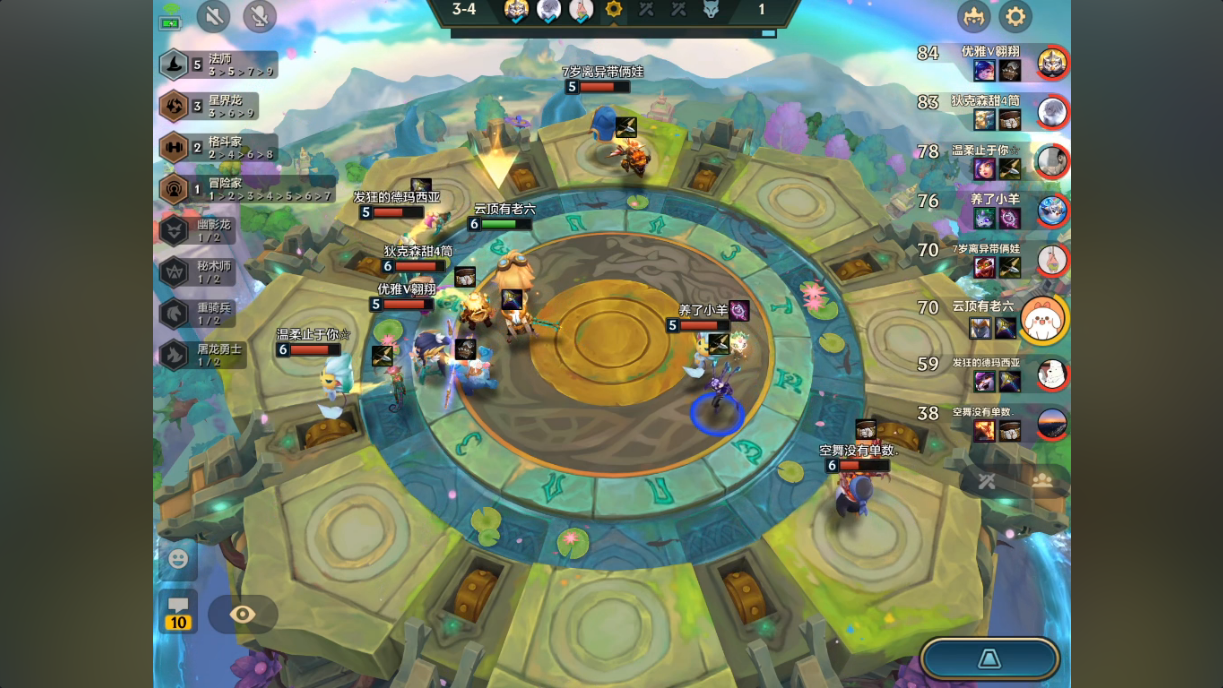 3-4
1
5 法师
3 > 5 > 7 > 9
3 星界龙
3 > 6 > 9
2 格斗家
2 > 4 > 6 > 8
1 冒险家
1 > 2 > 3 > 4 > 5 > 6 > 7
幽影龙
1 / 2
秘术师
1 / 2
重骑兵
1 / 2
屠龙勇士
1 / 2
7岁离异带俩娃
5
发狂的德玛西亚
5
云顶有老六
6
狄克森甜4筒
6
优雅V翱翔
5
温柔止于你☆
6
养了小羊
5
空舞没有单数.
6
84 优雅V翱翔
83 狄克森甜4筒
78 温柔止于你☆
76 养了小羊
70 7岁离异带俩娃
70 云顶有老六
59 发狂的德玛西亚
38 空舞没有单数.
10